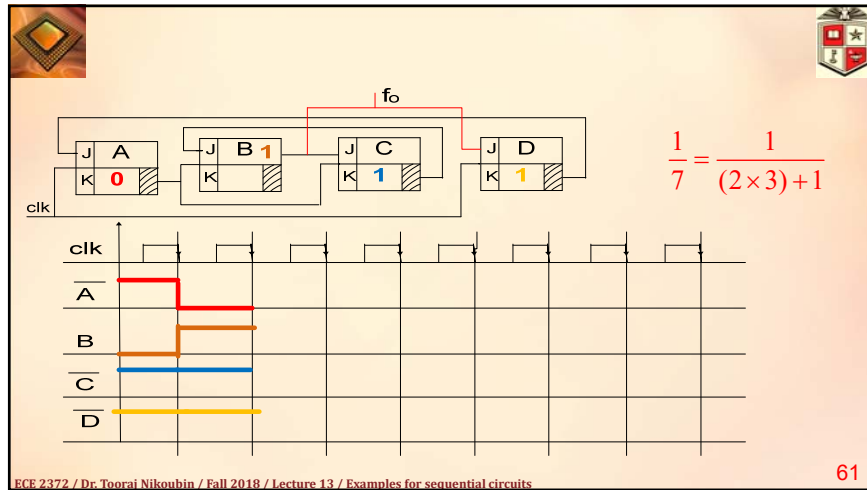 fo
J A
J B 1
J C
J D
K 0
K
K 1
K 1
clk
1/7 = 1/((2×3)+1)
clk
A̅
B
C̅
D̅
ECE 2372 / Dr. Tooraj Nikoubin / Fall 2018 / Lecture 13 / Examples for sequential circuits
61